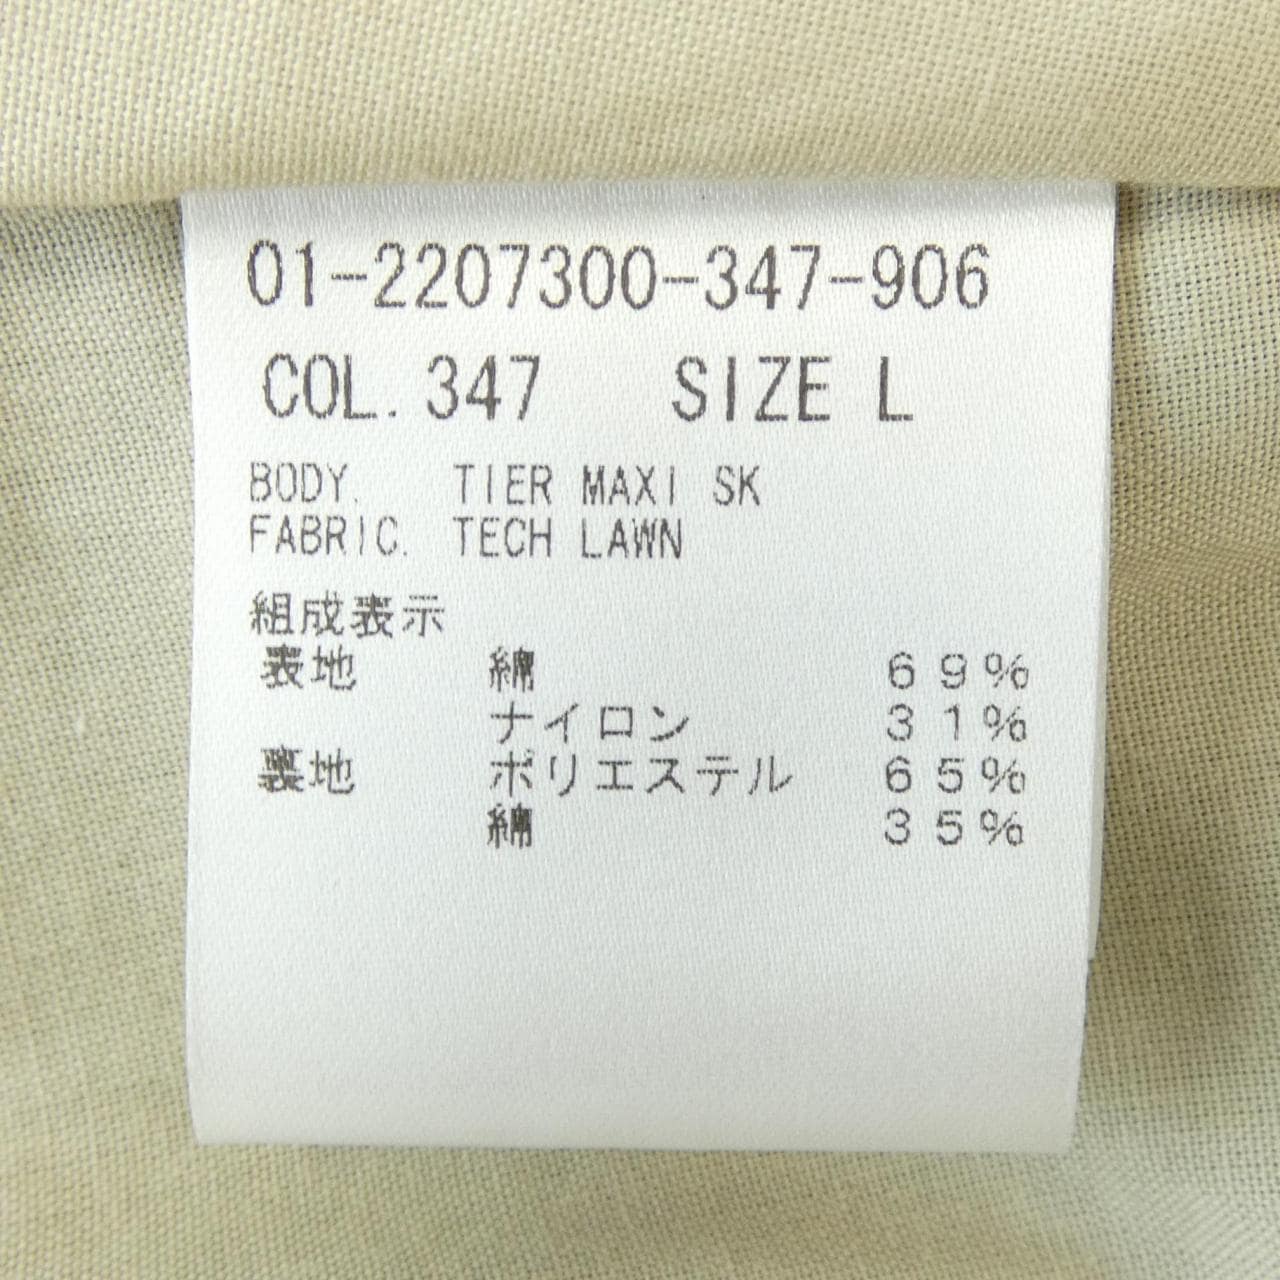 01-2207300-347-906
COL. 347 SIZE L
BODY. TIER MAXI SK
FABRIC. TECH LAWN
組成表示
表地 綿 69%
ナイロン 31%
裏地 ポリエステル 65%
綿 35%